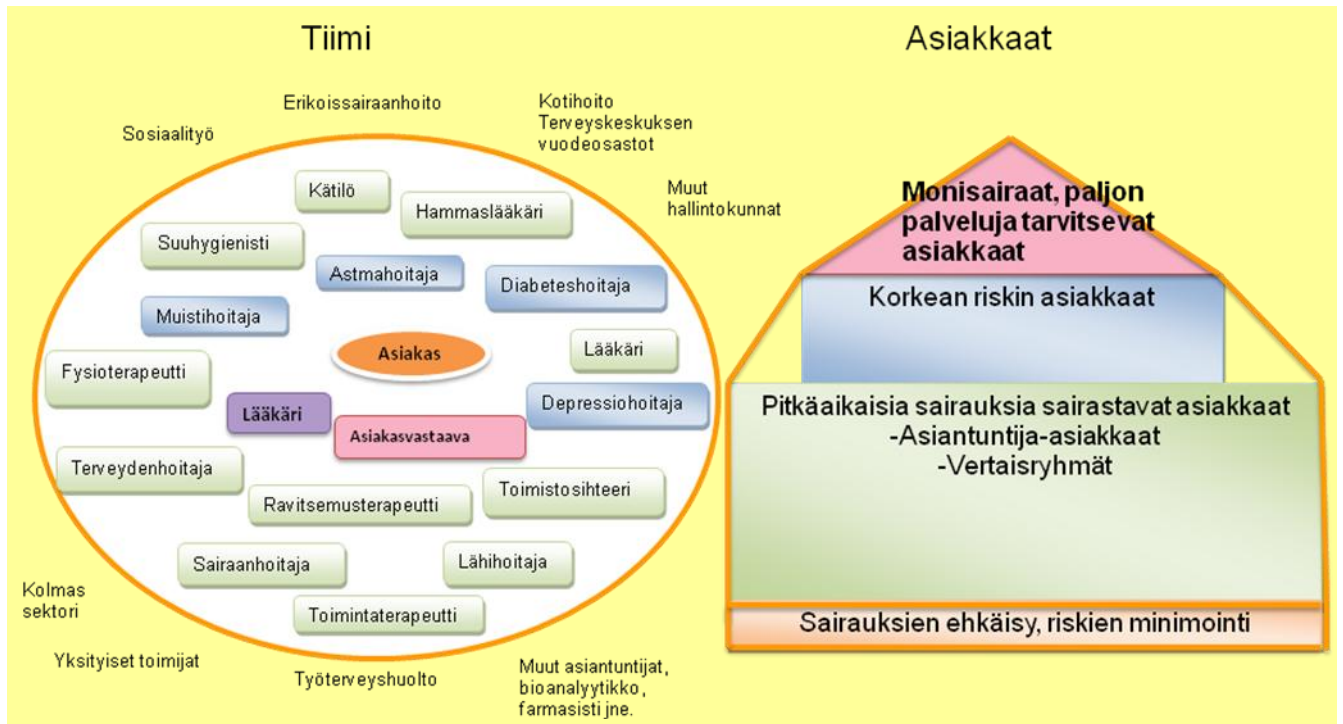 Tiimi
Asiakkaat
Erikoissairaanhoito
Kotihoito
Terveyskeskuksen
vuodeosastot
Sosiaalityö
Muut
hallintokunnat
Kätilö
Hammaslääkäri
Suuhygienisti
Astmahoitaja
Diabeteshoitaja
Muistihoitaja
Asiakas
Lääkäri
Fysioterapeutti
Lääkäri
Depressiohoitaja
Asiakasvastaava
Terveydenhoitaja
Ravitsemusterapeutti
Toimistosihteeri
Sairaanhoitaja
Lähihoitaja
Toimintaterapeutti
Kolmas
sektori
Yksityiset toimijat
Työterveyshuolto
Muut asiantuntijat,
bioanalyytikko,
farmasisti jne.
Monisairaat, paljon
palveluja tarvitsevat
asiakkaat
Korkean riskin asiakkaat
Pitkäaikaisia sairauksia sairastavat asiakkaat
-Asiantuntija-asiakkaat
-Vertaisryhmät
Sairauksien ehkäisy, riskien minimointi